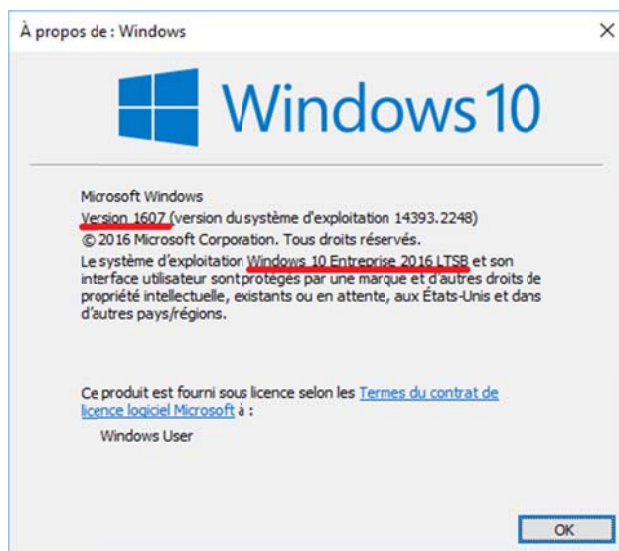 À propos de : Windows
Windows 10
Microsoft Windows
Version 1607 (version du système d'exploitation 14393.2248)
© 2016 Microsoft Corporation. Tous droits réservés.
Le système d'exploitation Windows 10 Entreprise 2016 LTSB et son
interface utilisateur sont protégés par une marque et d'autres droits de
propriété intellectuelle, existants ou en attente, aux États-Unis et dans
d'autres pays/régions.
Ce produit est fourni sous licence selon les Termes du contrat de
licence logiciel Microsoft à :
Windows User
OK